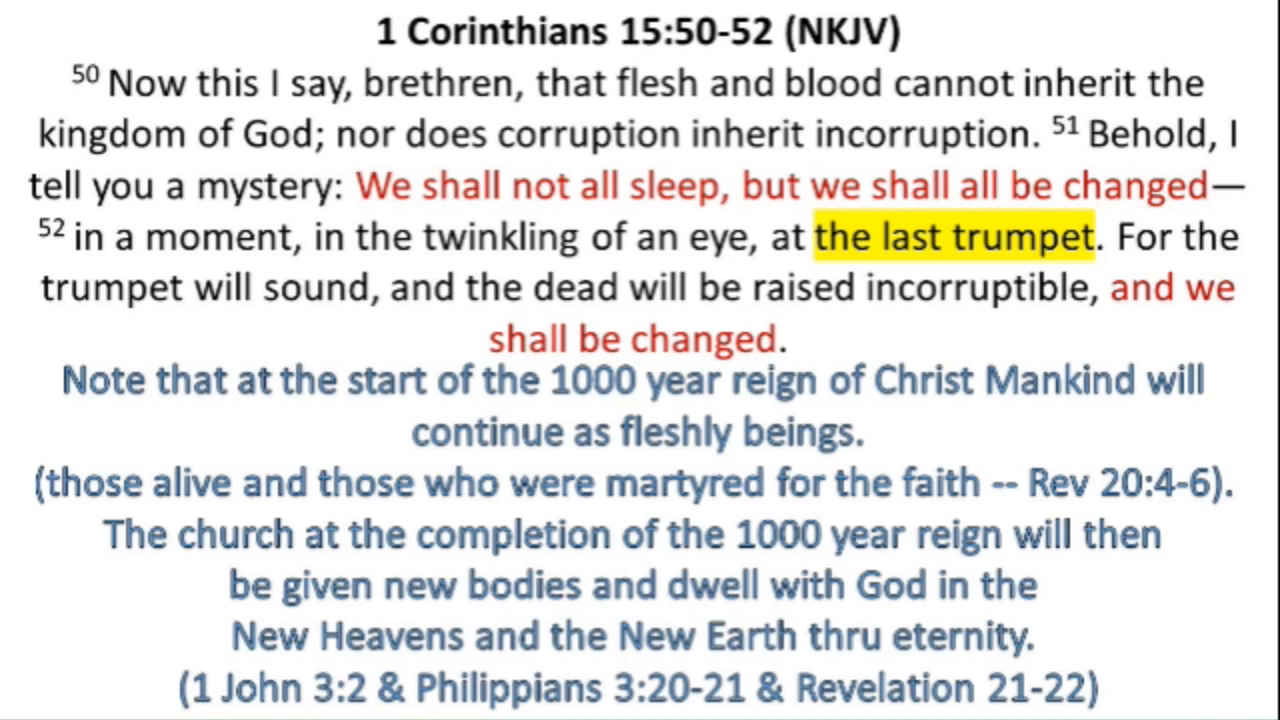 1 Corinthians 15:50-52 (NKJV)
50 Now this I say, brethren, that flesh and blood cannot inherit the
kingdom of God; nor does corruption inherit incorruption. 51 Behold, I
tell you a mystery: We shall not all sleep, but we shall all be changed—
52 in a moment, in the twinkling of an eye, at the last trumpet. For the
trumpet will sound, and the dead will be raised incorruptible, and we
shall be changed.
Note that at the start of the 1000 year reign of Christ Mankind will
continue as fleshly beings.
(those alive and those who were martyred for the faith -- Rev 20:4-6).
The church at the completion of the 1000 year reign will then
be given new bodies and dwell with God in the
New Heavens and the New Earth thru eternity.
(1 John 3:2 & Philippians 3:20-21 & Revelation 21-22)